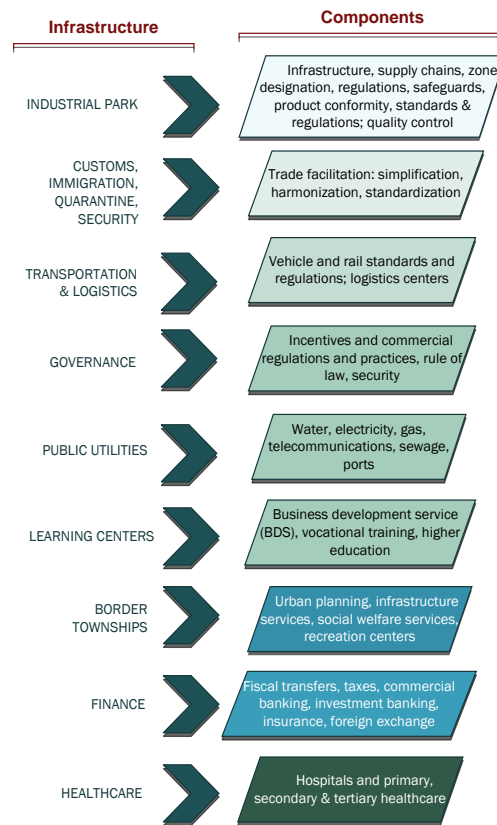 Infrastructure
Components
INDUSTRIAL PARK
Infrastructure, supply chains, zone
designation, regulations, safeguards,
product conformity, standards &
regulations; quality control
CUSTOMS,
IMMIGRATION,
QUARANTINE,
SECURITY
Trade facilitation: simplification,
harmonization, standardization
TRANSPORTATION
& LOGISTICS
Vehicle and rail standards and
regulations; logistics centers
GOVERNANCE
Incentives and commercial
regulations and practices, rule of
law, security
PUBLIC UTILITIES
Water, electricity, gas,
telecommunications, sewage,
ports
LEARNING CENTERS
Business development service
(BDS), vocational training, higher
education
BORDER
TOWNSHIPS
Urban planning, infrastructure
services, social welfare services,
recreation centers
FINANCE
Fiscal transfers, taxes, commercial
banking, investment banking,
insurance, foreign exchange
HEALTHCARE
Hospitals and primary,
secondary & tertiary healthcare